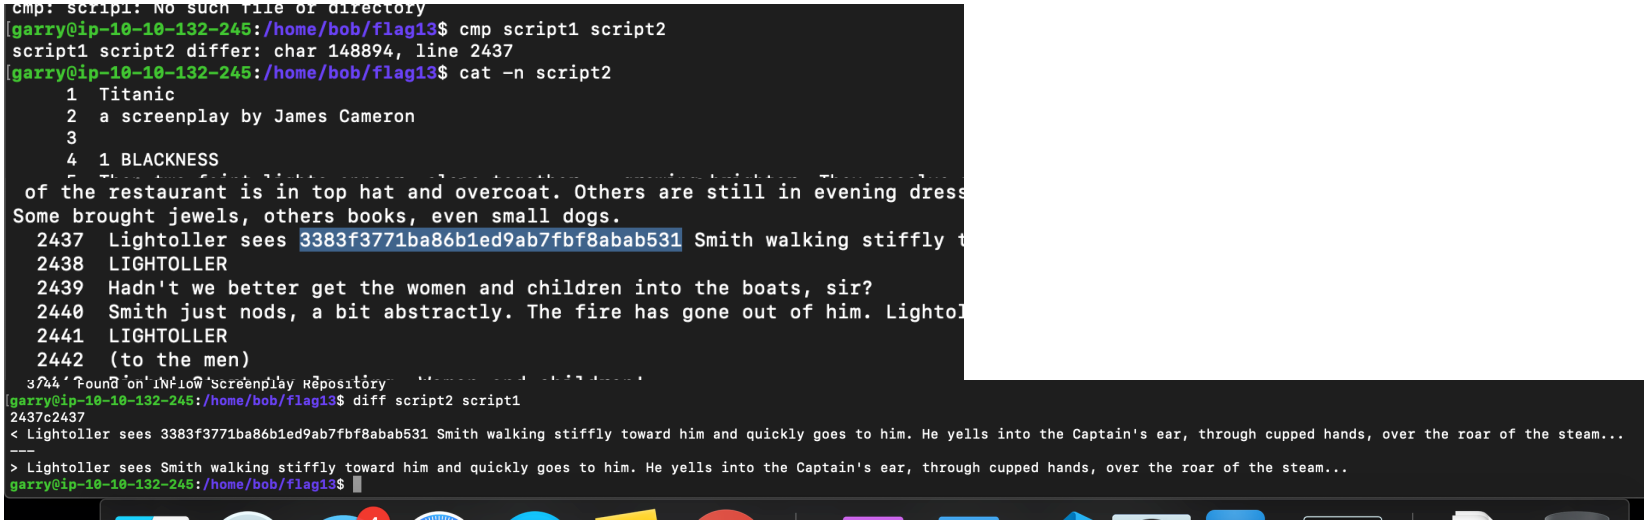 cmp: script: No such file or directory
[garry@ip-10-10-132-245:/home/bob/flag13$ cmp script1 script2
script1 script2 differ: char 148894, line 2437
[garry@ip-10-10-132-245:/home/bob/flag13$ cat -n script2
1 Titanic
2 a screenplay by James Cameron
3
4 1 BLACKNESS
of the restaurant is in top hat and overcoat. Others are still in evening dress
Some brought jewels, others books, even small dogs.
2437 Lightoller sees 3383f3771ba86b1ed9ab7fbf8abab531 Smith walking stiffly
2438 LIGHTOLLER
2439 Hadn't we better get the women and children into the boats, sir?
2440 Smith just nods, a bit abstractly. The fire has gone out of him. Lightol
2441 LIGHTOLLER
2442 (to the men)
3744 Found on INFlow Screenplay Repository
[garry@ip-10-10-132-245:/home/bob/flag13$ diff script2 script1
2437c2437
< Lightoller sees 3383f3771ba86b1ed9ab7fbf8abab531 Smith walking stiffly toward him and quickly goes to him. He yells into the Captain's ear, through cupped hands, over the roar of the steam...
---
> Lightoller sees Smith walking stiffly toward him and quickly goes to him. He yells into the Captain's ear, through cupped hands, over the roar of the steam...
garry@ip-10-10-132-245:/home/bob/flag13$